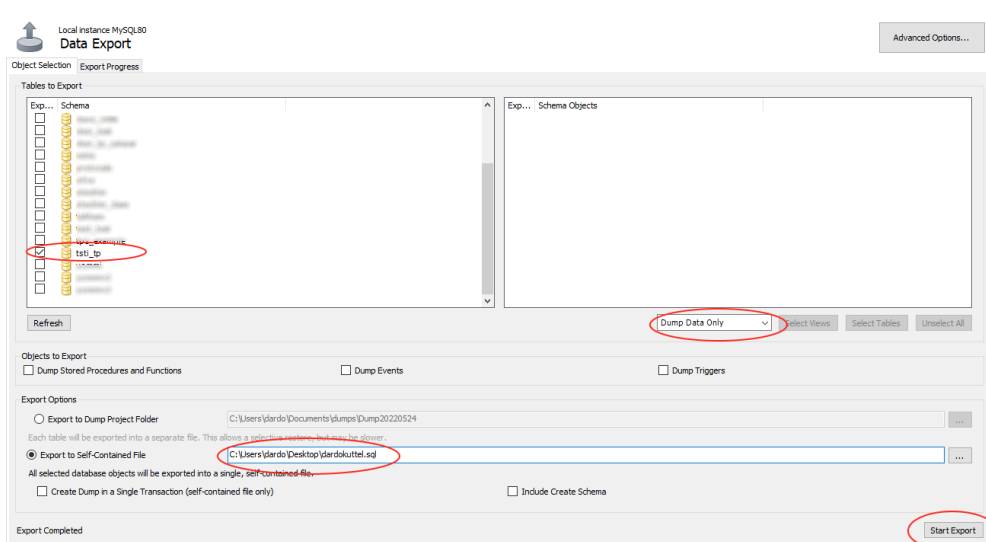 Local instance MySQL80
Data Export
Advanced Options...
Object Selection Export Progress
Tables to Export
Exp... Schema
Exp... Schema Objects
tps_example
tsti_tp
Refresh
Dump Data Only
Select Views Select Tables Unselect All
Objects to Export
Dump Stored Procedures and Functions Dump Events Dump Triggers
Export Options
Export to Dump Project Folder C:\Users\dardo\Documents\dumps\Dump20220524 ...
Each table will be exported into a separate file. This allows a selective restore, but may be slower.
Export to Self-Contained File C:\Users\dardo\Desktop\dardokuttel.sql ...
All selected database objects will be exported into a single, self-contained file.
Create Dump in a Single Transaction (self-contained file only) Include Create Schema
Export Completed
Start Export